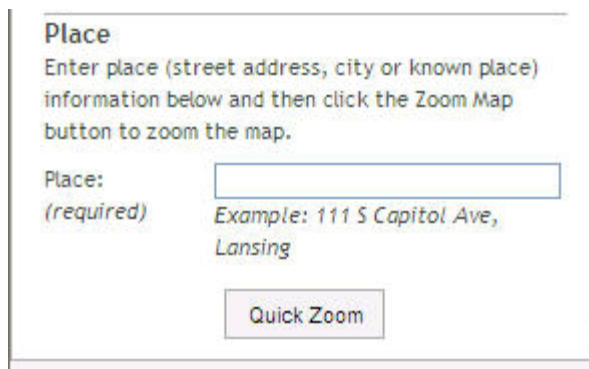 Place
Enter place (street address, city or known place)
information below and then click the Zoom Map
button to zoom the map.
Place:
(required)
Example: 111 S Capitol Ave,
Lansing
Quick Zoom